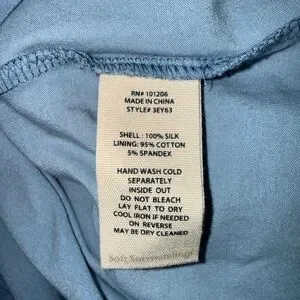 RN# 101206
MADE IN CHINA
STYLE# 3EY63
SHELL: 100% SILK
LINING: 95% COTTON
5% SPANDEX
HAND WASH COLD
SEPARATELY
INSIDE OUT
DO NOT BLEACH
LAY FLAT TO DRY
COOL IRON IF NEEDED
ON REVERSE
MAY BE DRY CLEANED
Soft Surroundings